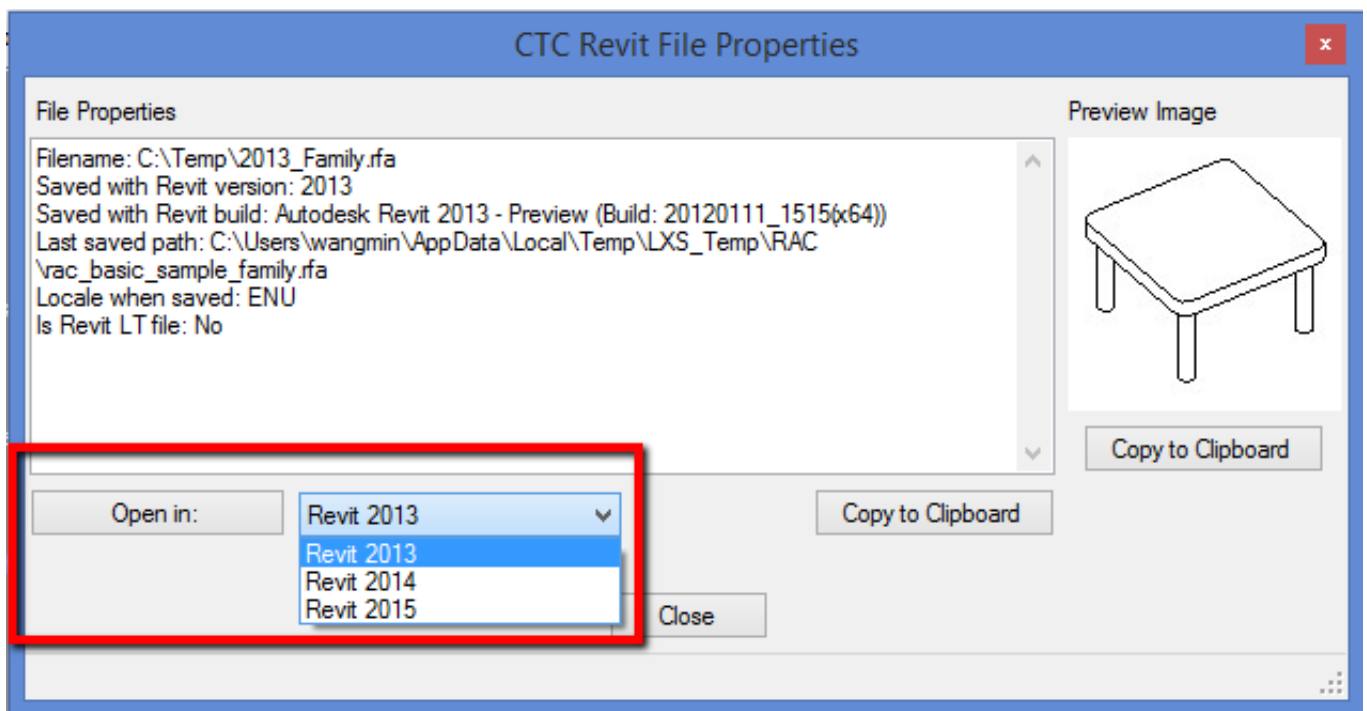 CTC Revit File Properties
x
File Properties
Preview Image
Filename: C:\Temp\2013_Family.rfa
Saved with Revit version: 2013
Saved with Revit build: Autodesk Revit 2013 - Preview (Build: 20120111_1515(x64))
Last saved path: C:\Users\wangmin\AppData\Local\Temp\LXS_Temp\RAC
\rac_basic_sample_family.rfa
Locale when saved: ENU
Is Revit LT file: No
Copy to Clipboard
Open in:
Revit 2013
Copy to Clipboard
Revit 2013
Revit 2014
Revit 2015
Close